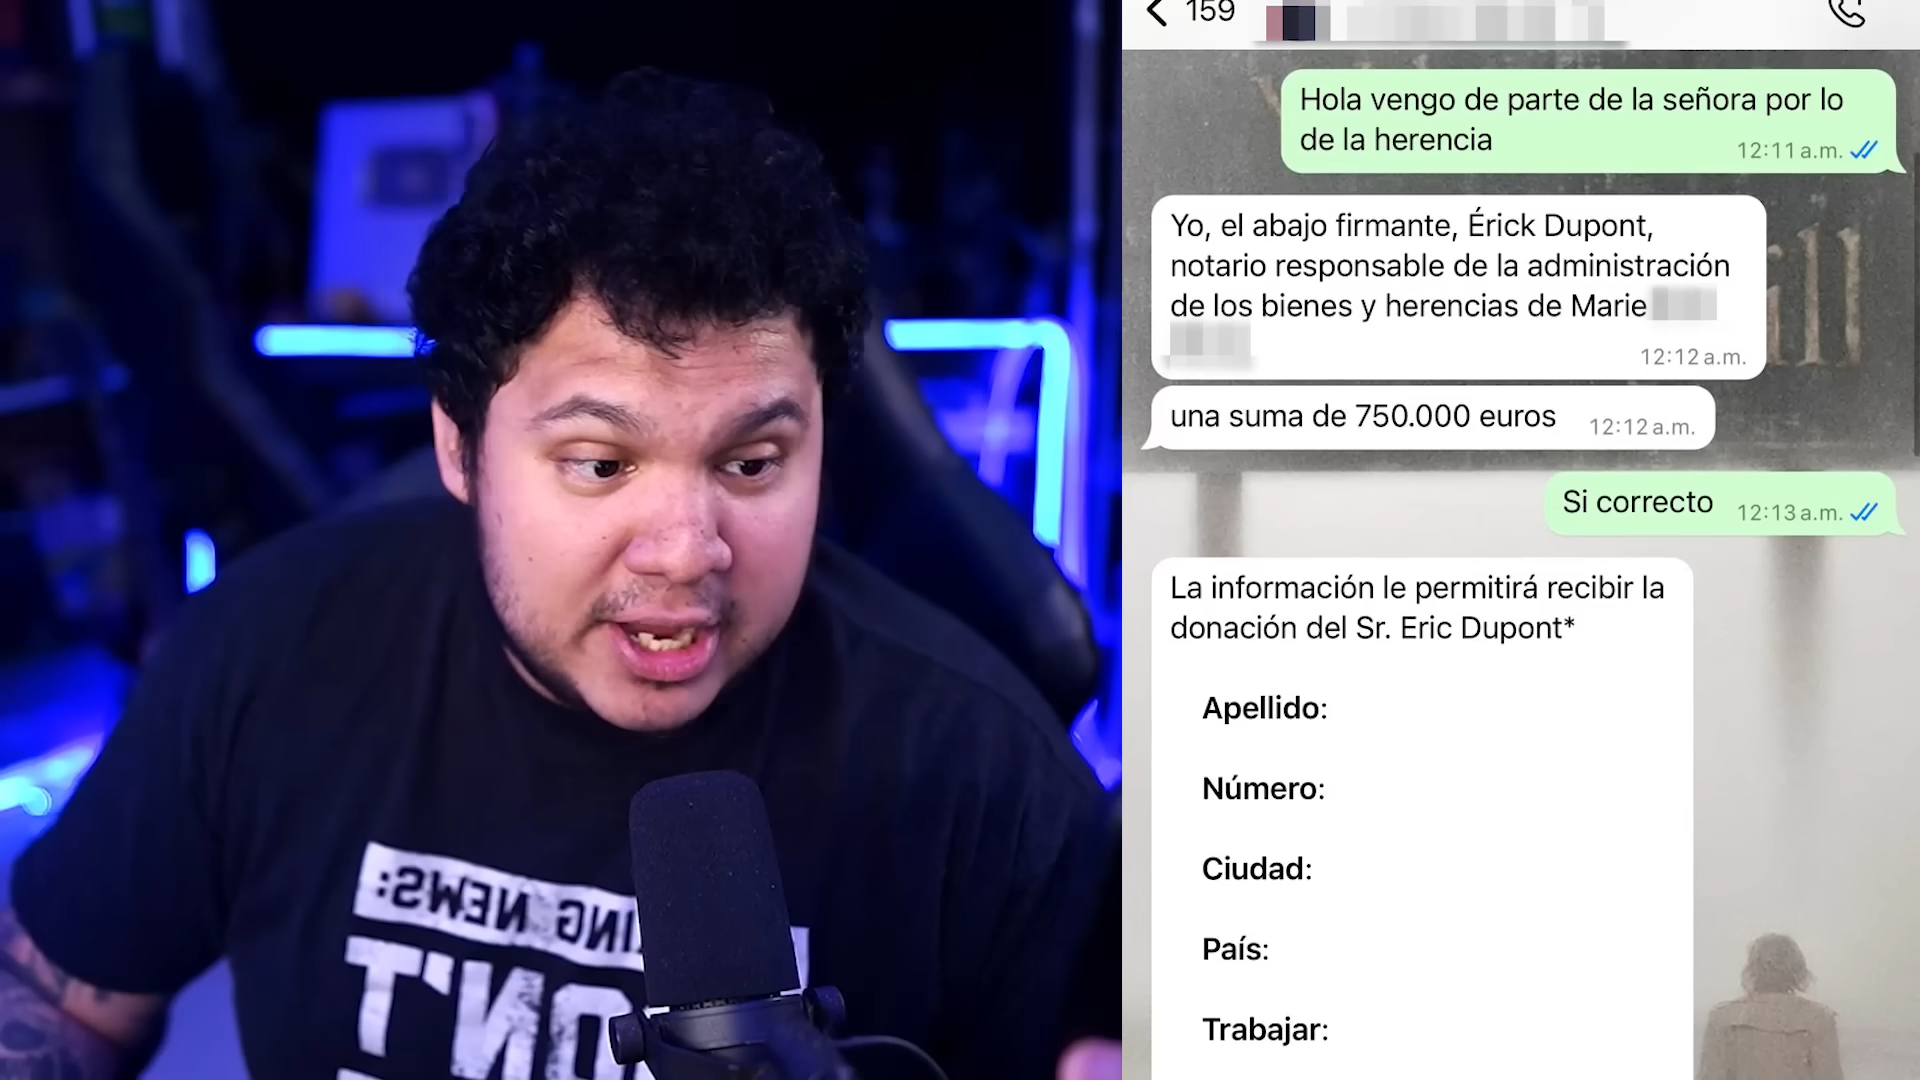 159
Hola vengo de parte de la señora por lo
de la herencia
12:11 a.m.
Yo, el abajo firmante, Érick Dupont,
notario responsable de la administración
de los bienes y herencias de Marie
12:12 a.m.
una suma de 750.000 euros 12:12 a.m.
Si correcto 12:13 a.m.
La información le permitirá recibir la
donación del Sr. Eric Dupont*
Apellido:
Número:
Ciudad:
País:
Trabajar:
NEWS: